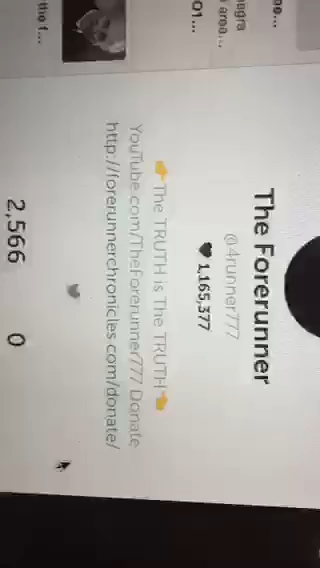 The Forerunner
@4runner777
♥ 1,165,377
👉The TRUTH is The TRUTH👈
YouTube.com/TheForerunner777 Donate
http://forerunnerchronicles.com/donate/
2,566 0